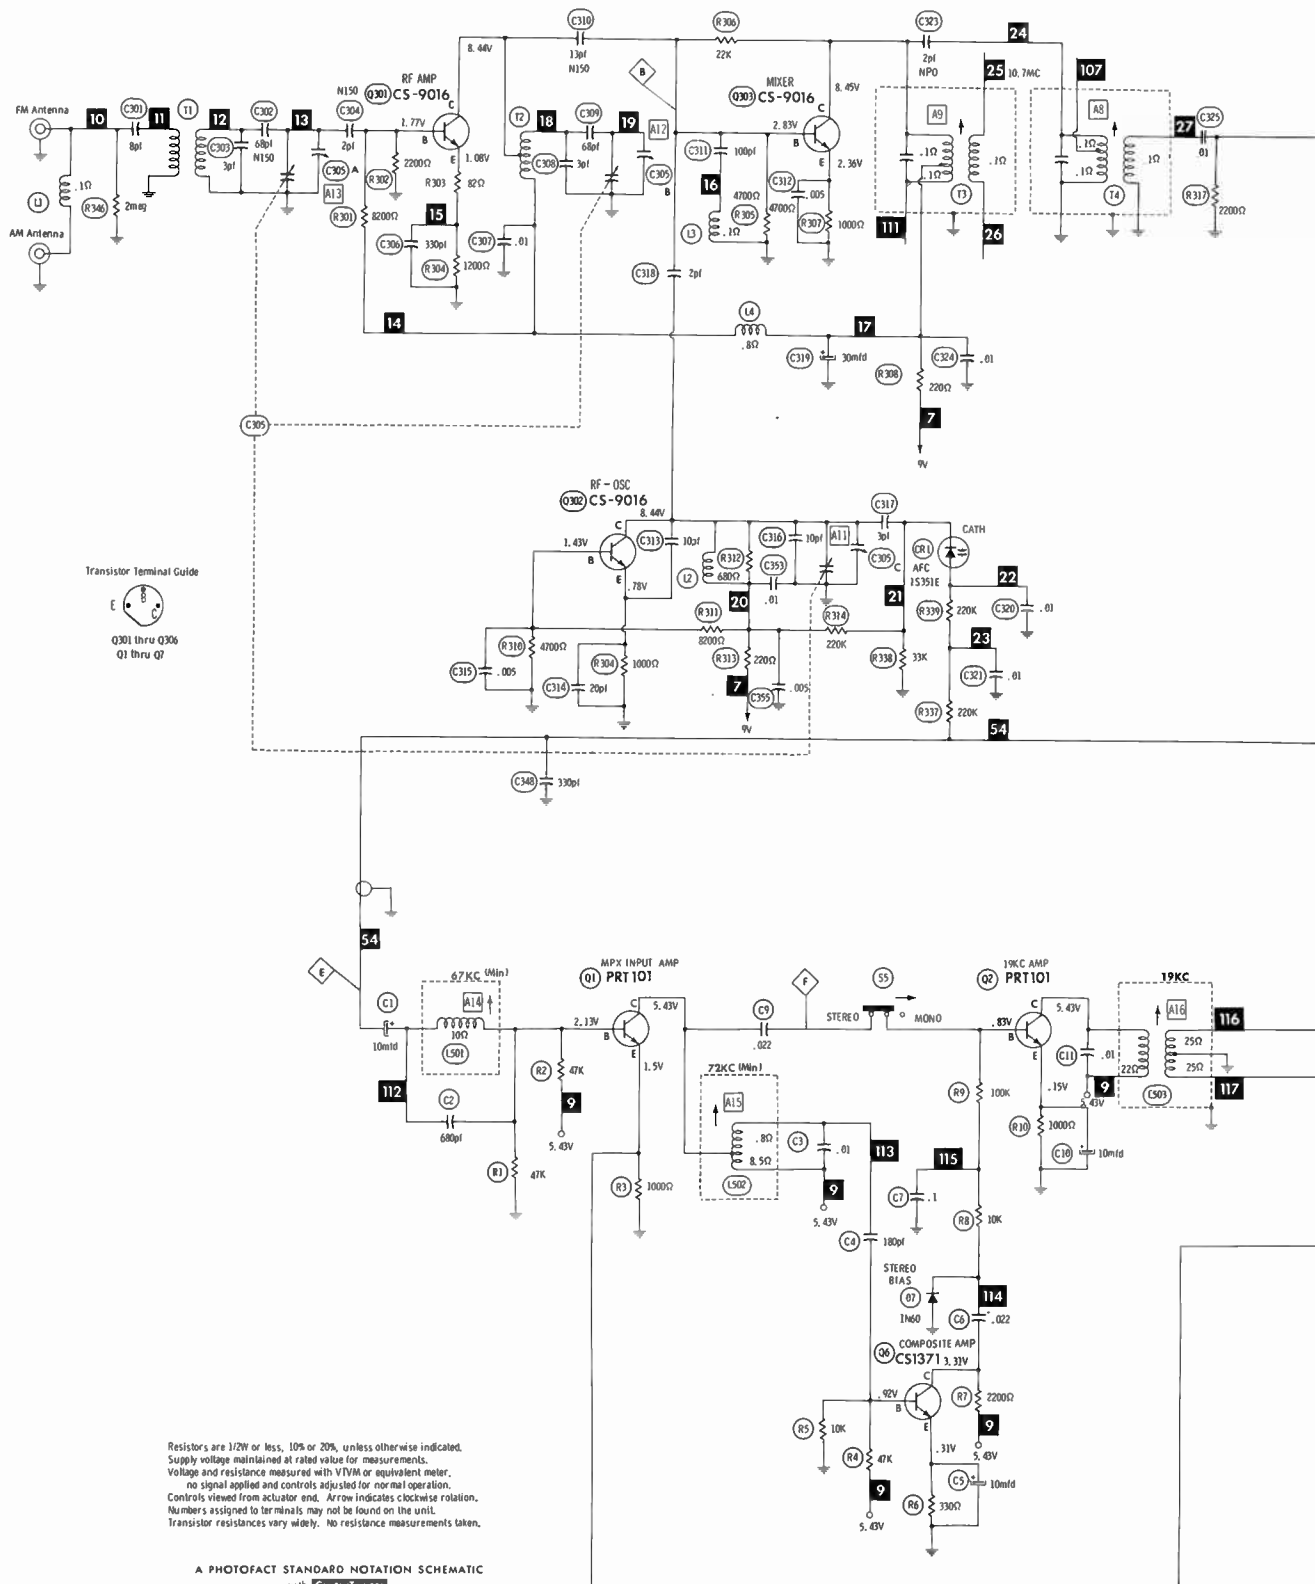 C310
13pf
N150
8.44V
R306
22K
C323
2pf
NPO
24
25 10.7MC
107
RF AMP
Q301 CS-9016
N150
C304
2pf
C
1.77V
B
E
1.08V
B
MIXER
Q303 CS-9016
8.45V
C
2.83V
B
E
2.36V
FM Antenna
10
C301
8pf
11
T1
12
C302
68pf
N150
13
C303
3pf
C305 A
A13
2200Ω
R302
R303
82Ω
T2
18
C309
68pf
19
A12
C308
3pf
C305
B
C311
100pf
16
L3
.1Ω
4700Ω
R305
C312
.005
4700Ω
R307
1000Ω
A9
.1Ω
.1Ω
.1Ω
T3
111
26
A8
.1Ω
.1Ω
.1Ω
T4
27
C325
.01
R317
2200Ω
L1
.1Ω
R346
2meg
AM Antenna
R301
8200Ω
15
C306
330pf
R304
1200Ω
C307
.01
C318
2pf
14
L4
.8Ω
17
C319
30mfd
R308
220Ω
C324
.01
7
9V
C305
RF-OSC
Q302 CS-9016
8.44V
C
1.43V
B
E
.78V
C313
10pf
L2
R312
680Ω
C316
10pf
C353
.01
A11
C305
C
C317
3pf
CATH
CR1
AFC
1S351E
21
22
C320
.01
R339
220K
23
C321
.01
R337
220K
20
R311
8200Ω
R314
220K
R313
220Ω
7
9V
C355
.005
R338
33K
R310
4700Ω
C315
.005
C314
20pf
R304
1000Ω
54
Transistor Terminal Guide
E
B
C
Q301 thru Q306
Q1 thru Q7
C348
330pf
54
E
C1
10mfd
67KC (Min)
A14
10Ω
L501
112
C2
680pf
R1
47K
R2
47K
9
5.43V
MPX INPUT AMP
Q1 PRT101
C
5.43V
2.13V
B
E
1.5V
R3
1000Ω
C9
.022
F
S5
STEREO
MONO
72KC (Min)
A15
.8Ω
8.5Ω
L502
C3
.01
9
5.43V
113
C4
180pf
19KC AMP
Q2 PRT101
C
5.43V
.83V
B
E
.15V
R9
100K
R10
1000Ω
C10
10mfd
C11
.01
9
5.43V
19KC
A16
22Ω
25Ω
25Ω
L503
116
117
115
C7
.1
R8
10K
STEREO
BIAS
07
1N60
114
C6
.022
COMPOSITE AMP
Q6 CS1371 3.31V
C
.92V
B
E
.31V
R5
10K
R4
47K
9
5.43V
R7
2200Ω
9
5.43V
C5
10mfd
R6
330Ω
Resistors are 1/2W or less, 10% or 20%, unless otherwise indicated.
Supply voltage maintained at rated value for measurements.
Voltage and resistance measured with VTVM or equivalent meter,
no signal applied and controls adjusted for normal operation.
Controls viewed from actuator end. Arrow indicates clockwise rotation.
Numbers assigned to terminals may not be found on the unit.
Transistor resistances vary widely. No resistance measurements taken.
A PHOTOFACT STANDARD NOTATION SCHEMATIC